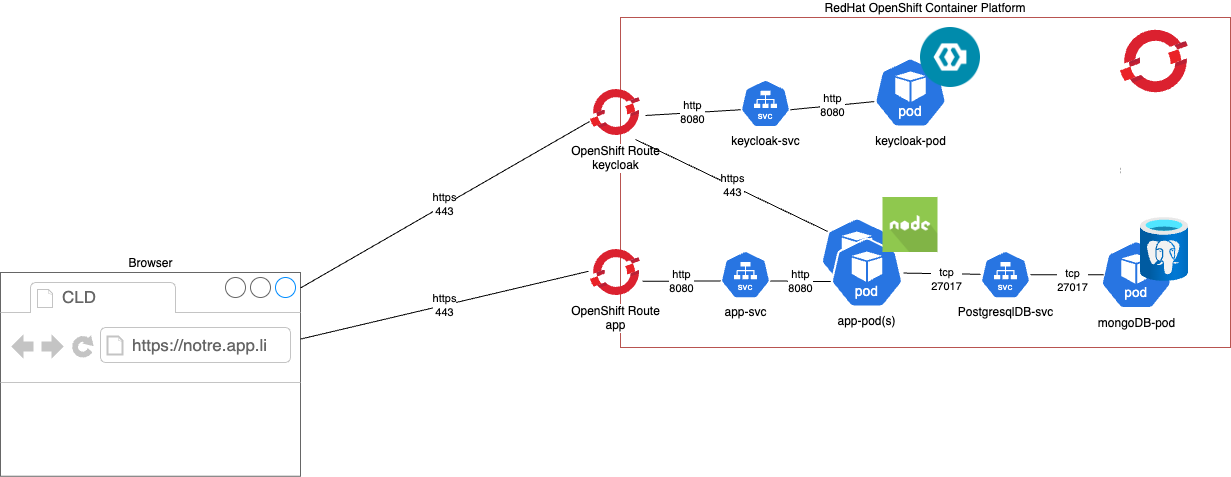 RedHat OpenShift Container Platform
http
8080
svc
keycloak-svc
http
8080
pod
keycloak-pod
OpenShift Route
keycloak
https
443
https
443
node
Browser
CLD
https://notre.app.li
https
443
OpenShift Route
app
http
8080
svc
app-svc
http
8080
pod
app-pod(s)
tcp
27017
svc
PostgresqlDB-svc
tcp
27017
pod
mongoDB-pod